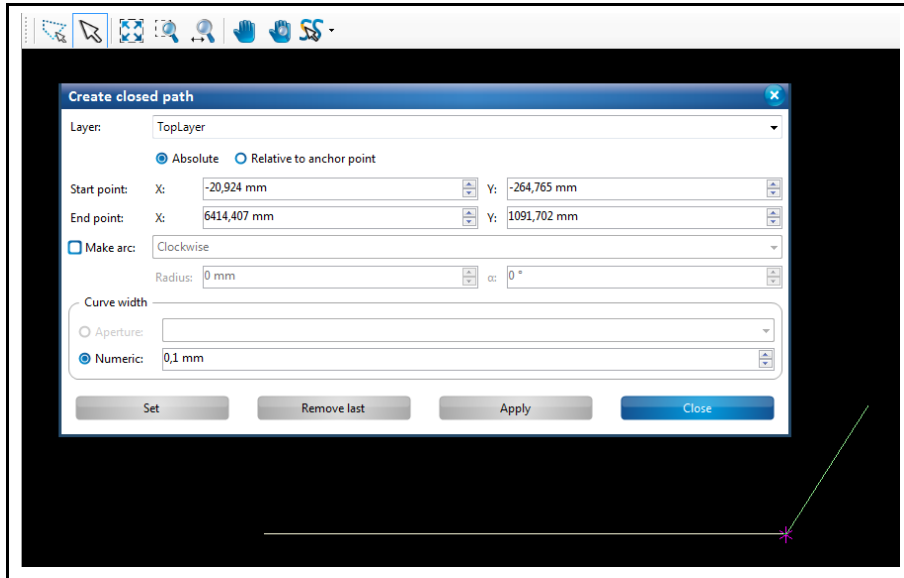 Create closed path
Layer: TopLayer
Absolute Relative to anchor point
Start point: X: -20,924 mm Y: -264,765 mm
End point: X: 6414,407 mm Y: 1091,702 mm
Make arc: Clockwise
Radius: 0 mm α: 0 °
Curve width
Aperture:
Numeric: 0,1 mm
Set Remove last Apply Close